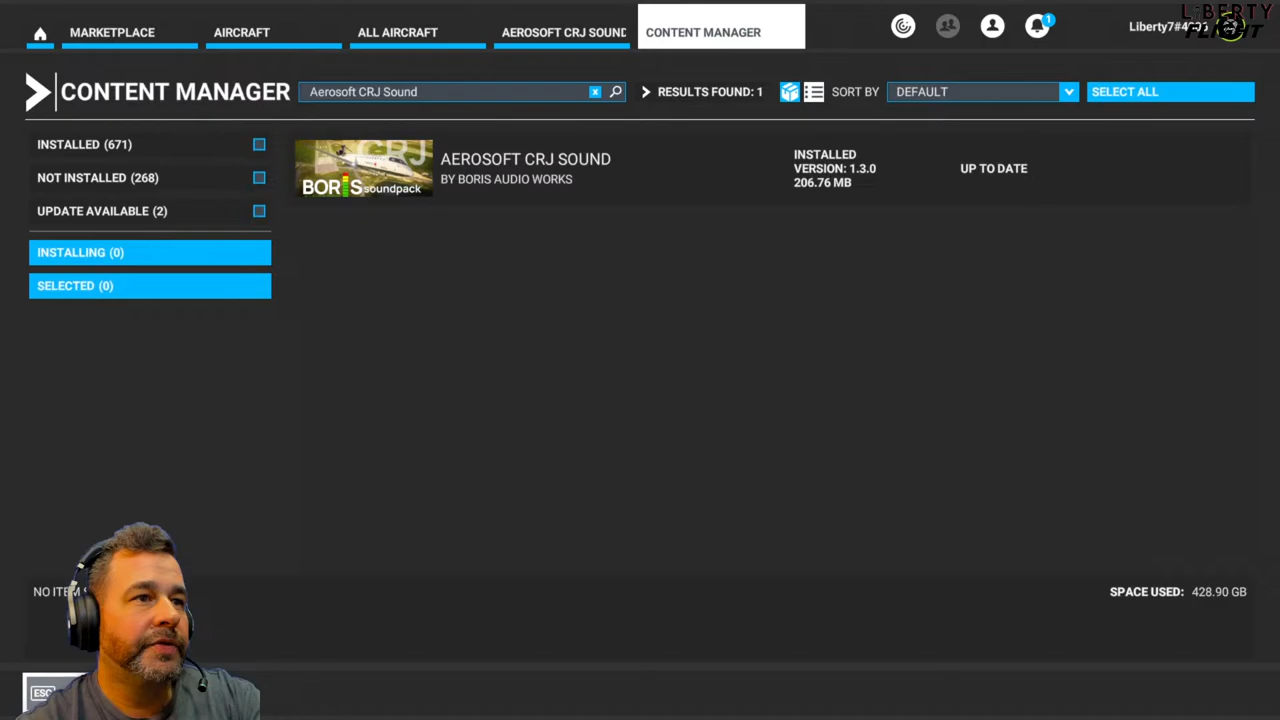 LIBERTY
FLIGHT
MARKETPLACE
AIRCRAFT
ALL AIRCRAFT
AEROSOFT CRJ SOUND
CONTENT MANAGER
1
CONTENT MANAGER
Aerosoft CRJ Sound
x
RESULTS FOUND: 1
SORT BY
DEFAULT
SELECT ALL
INSTALLED (671)
NOT INSTALLED (268)
UPDATE AVAILABLE (2)
INSTALLING (0)
SELECTED (0)
CRJ
BORIS soundpack
AEROSOFT CRJ SOUND
BY BORIS AUDIO WORKS
INSTALLED
VERSION: 1.3.0
206.76 MB
UP TO DATE
NO ITEM
SPACE USED: 428.90 GB
ESC